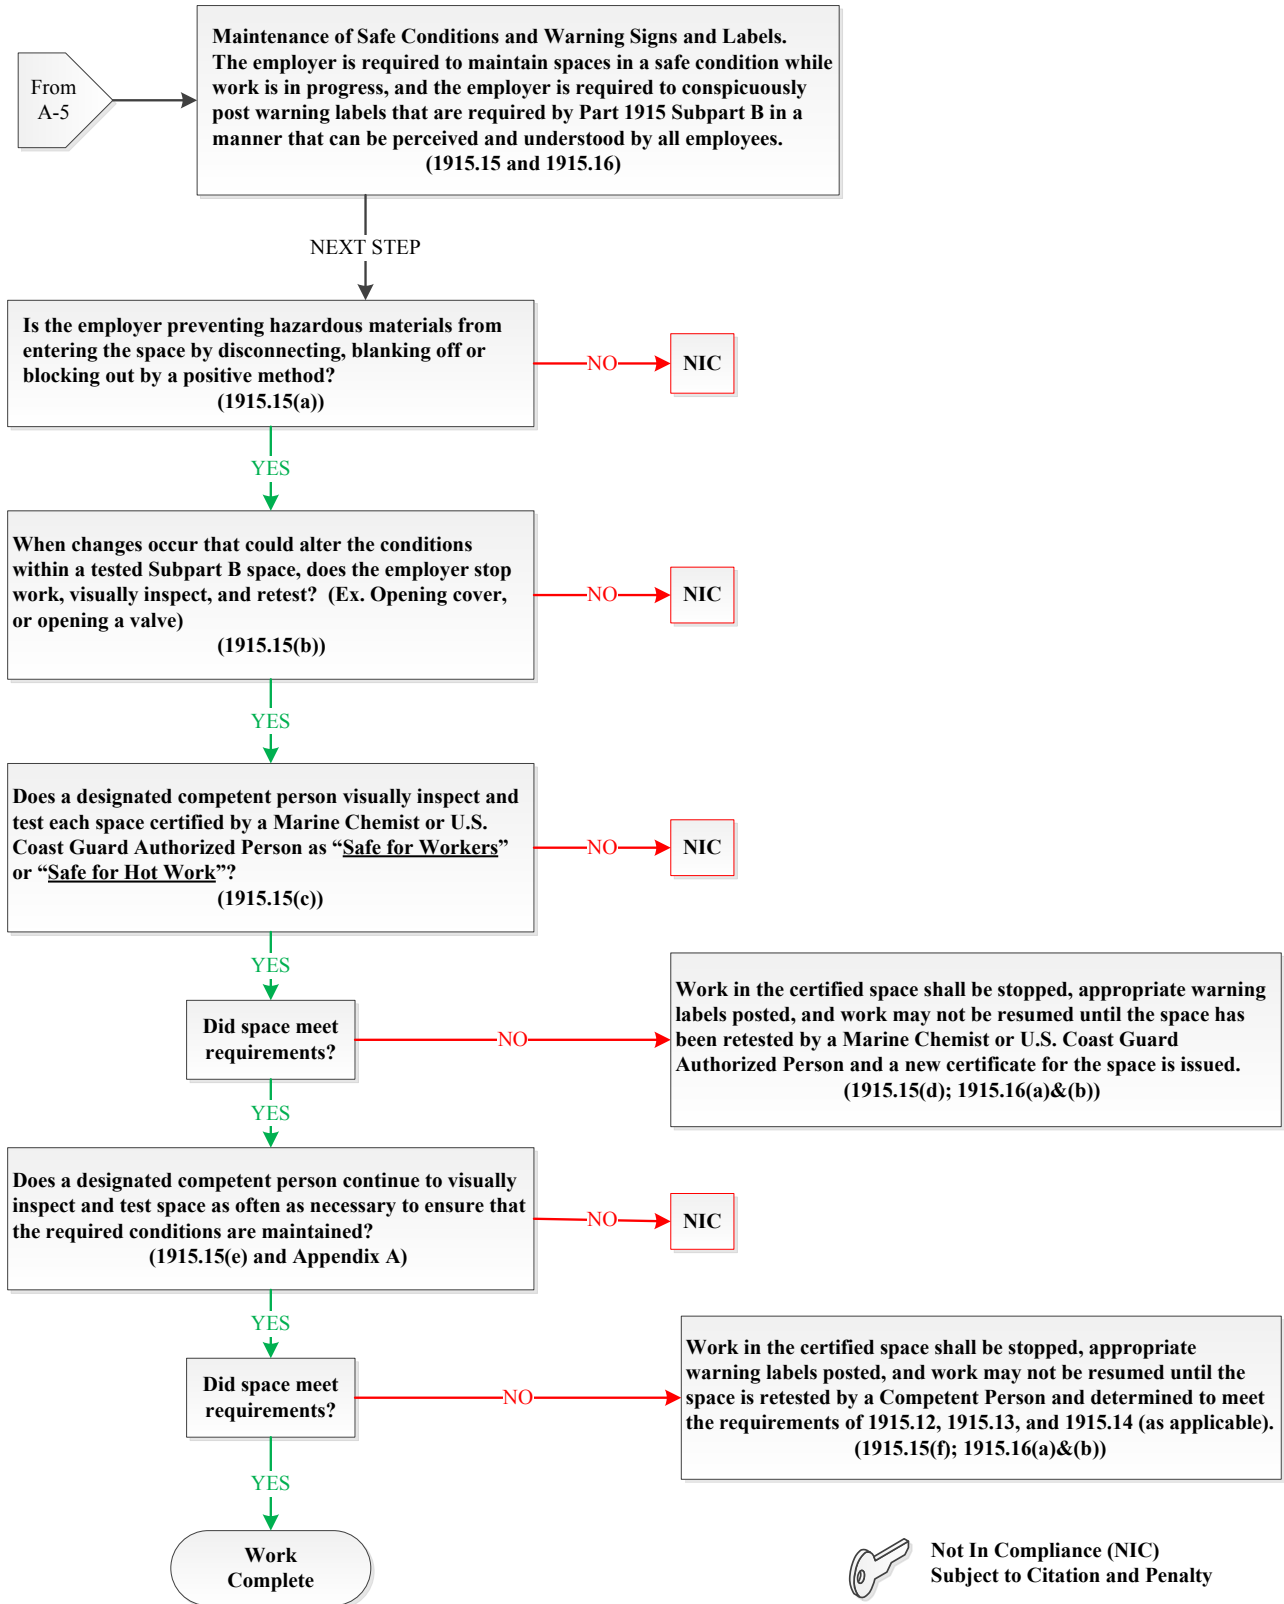 From
A-5
Maintenance of Safe Conditions and Warning Signs and Labels.
The employer is required to maintain spaces in a safe condition while
work is in progress, and the employer is required to conspicuously
post warning labels that are required by Part 1915 Subpart B in a
manner that can be perceived and understood by all employees.
(1915.15 and 1915.16)
NEXT STEP
Is the employer preventing hazardous materials from
entering the space by disconnecting, blanking off or
blocking out by a positive method?
(1915.15(a))
NO
NIC
YES
When changes occur that could alter the conditions
within a tested Subpart B space, does the employer stop
work, visually inspect, and retest?  (Ex. Opening cover,
or opening a valve)
(1915.15(b))
NO
NIC
YES
Does a designated competent person visually inspect and
test each space certified by a Marine Chemist or U.S.
Coast Guard Authorized Person as “Safe for Workers”
or “Safe for Hot Work”?
(1915.15(c))
NO
NIC
YES
Did space meet
requirements?
NO
Work in the certified space shall be stopped, appropriate warning
labels posted, and work may not be resumed until the space has
been retested by a Marine Chemist or U.S. Coast Guard
Authorized Person and a new certificate for the space is issued.
(1915.15(d); 1915.16(a)&(b))
YES
Does a designated competent person continue to visually
inspect and test space as often as necessary to ensure that
the required conditions are maintained?
(1915.15(e) and Appendix A)
NO
NIC
YES
Did space meet
requirements?
NO
Work in the certified space shall be stopped, appropriate
warning labels posted, and work may not be resumed until the
space is retested by a Competent Person and determined to meet
the requirements of 1915.12, 1915.13, and 1915.14 (as applicable).
(1915.15(f); 1915.16(a)&(b))
YES
Work
Complete
Not In Compliance (NIC)
Subject to Citation and Penalty